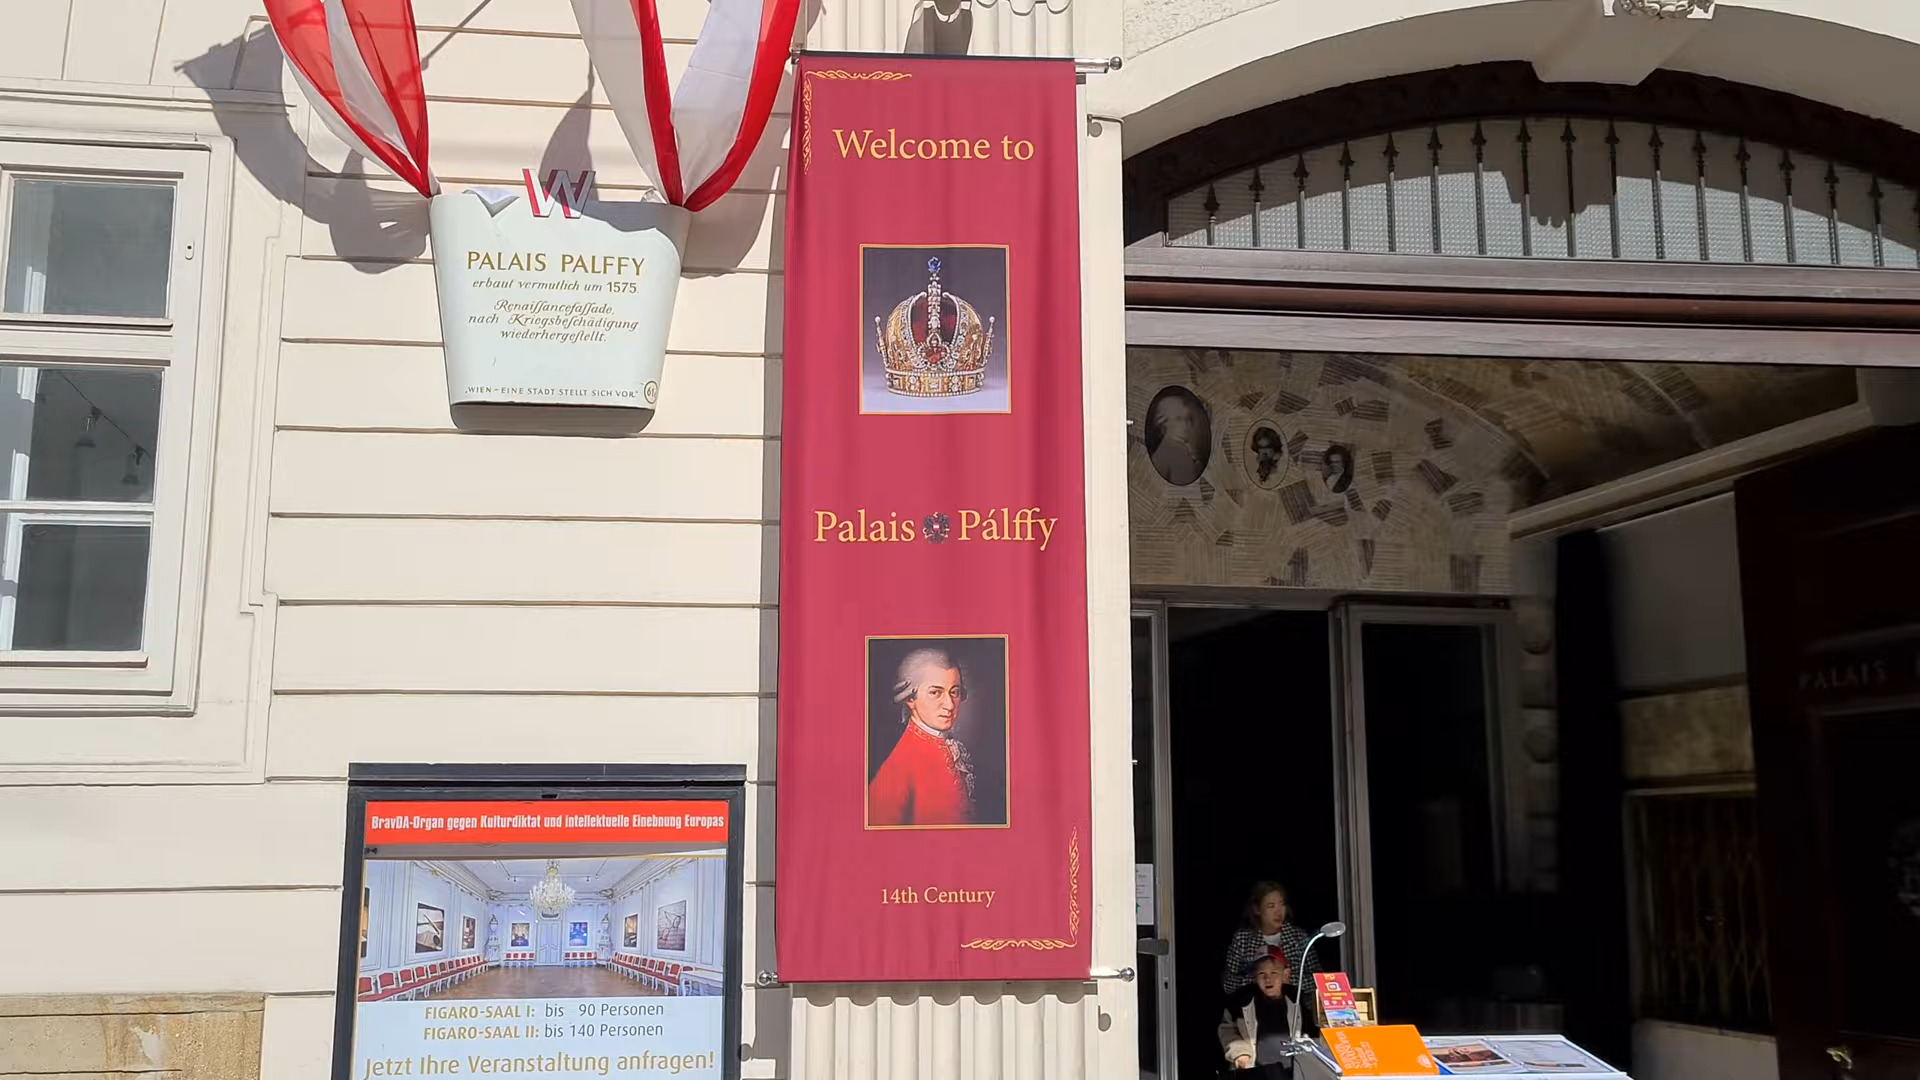 W
PALAIS PALFFY
erbaut vermutlich um 1575.
Renaiſſancefaſſade,
nach Kriegsbeſchädigung
wiederhergeſtellt.
„WIEN – EINE STADT STELLT SICH VOR."
Welcome to
Palais Pálffy
14th Century
BravDA-Organ gegen Kulturdiktat und intellektuelle Einebnung Europas
FIGARO-SAAL I: bis 90 Personen
FIGARO-SAAL II: bis 140 Personen
Jetzt Ihre Veranstaltung anfragen!
PALAIS